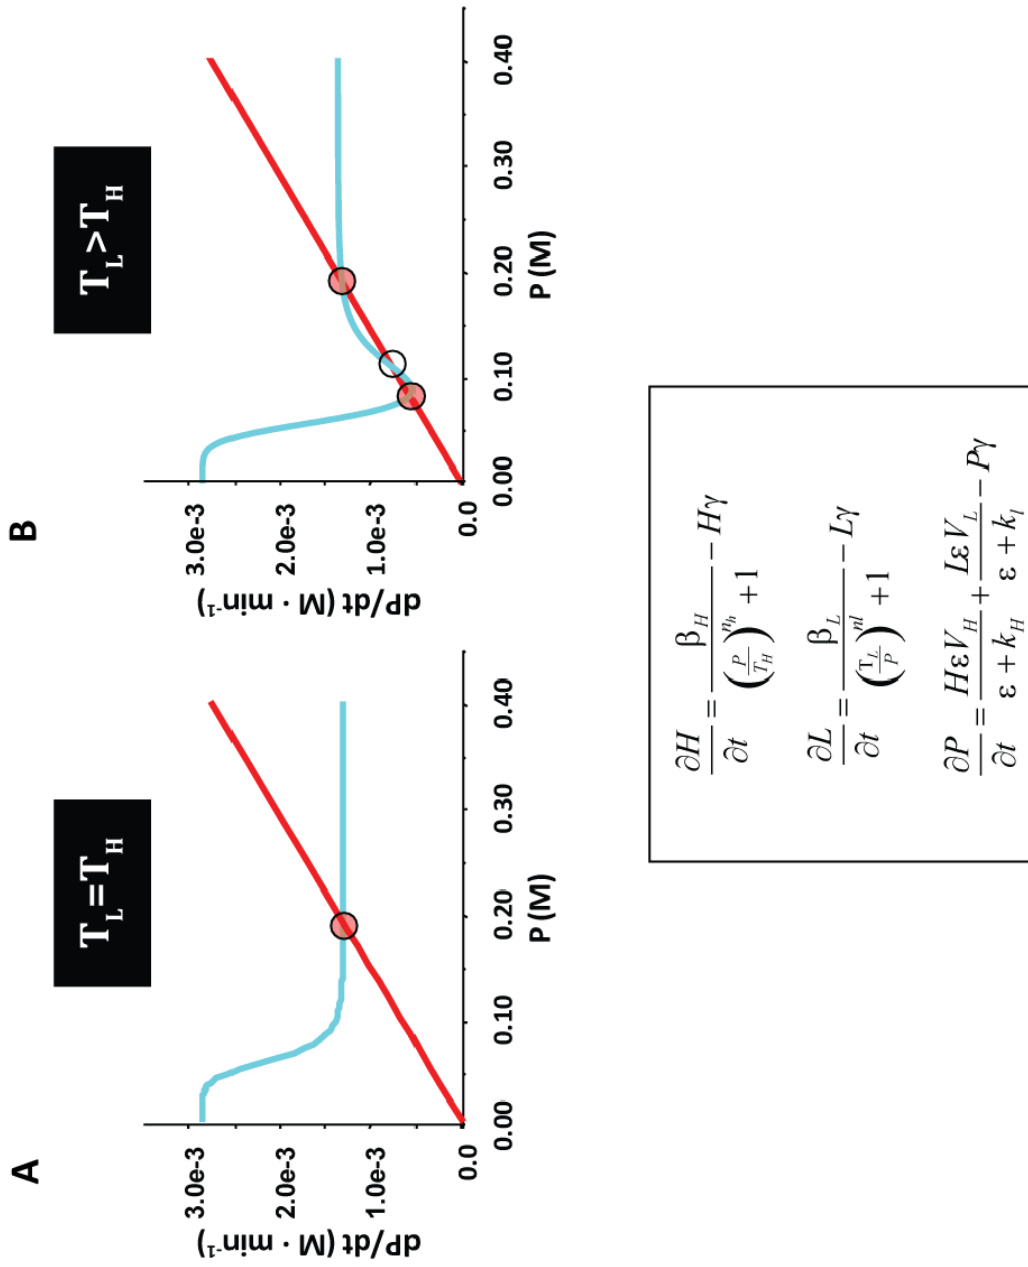 A
T_L=T_H
3.0e-3
2.0e-3
1.0e-3
0.0
dP/dt (M · min⁻¹)
0.00
0.10
0.20
0.30
0.40
P (M)
B
T_L>T_H
3.0e-3
2.0e-3
1.0e-3
0.0
dP/dt (M · min⁻¹)
0.00
0.10
0.20
0.30
0.40
P (M)
∂H/∂t = β_H/((P/T_H)^{n_h} + 1) − Hγ
∂L/∂t = β_L/((T_L/P)^{nl} + 1) − Lγ
∂P/∂t = HεV_H/(ε + k_H) + LεV_L/(ε + k_l) − Pγ